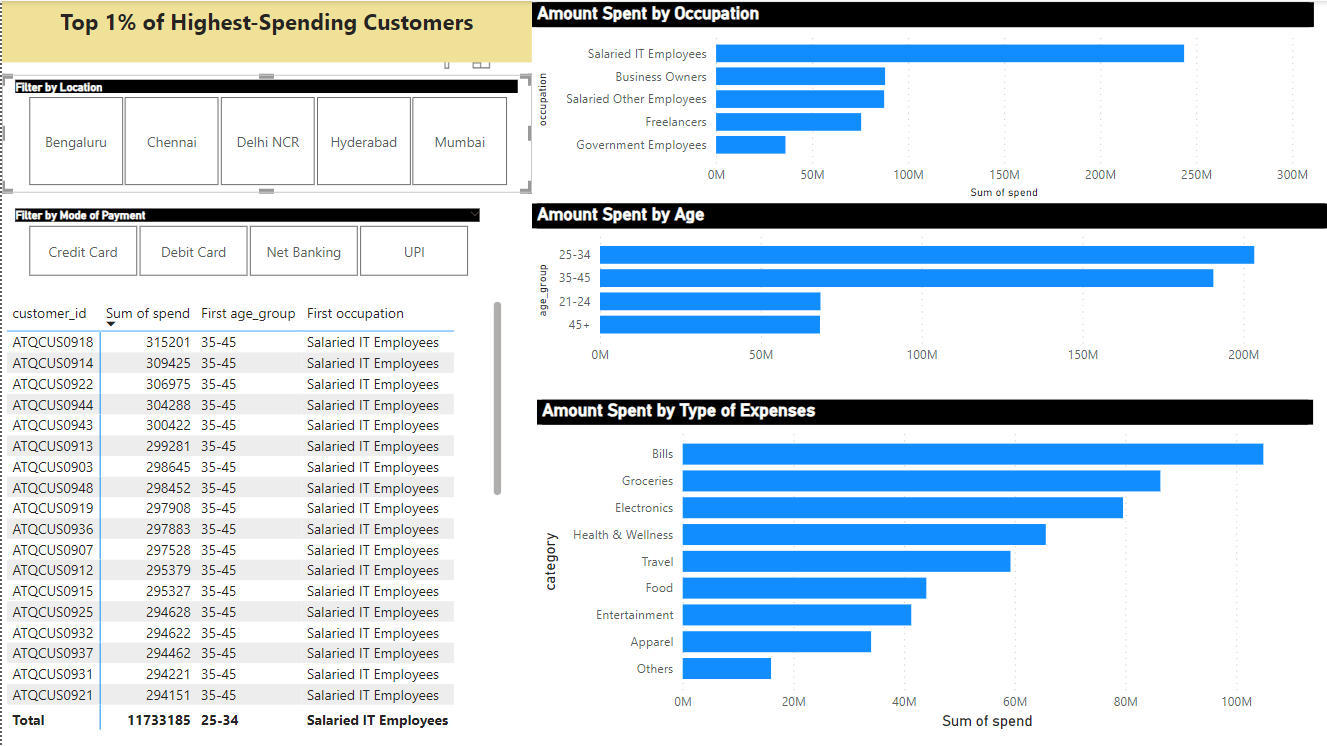 Top 1% of Highest-Spending Customers
Filter by Location
Bengaluru
Chennai
Delhi NCR
Hyderabad
Mumbai
Filter by Mode of Payment
Credit Card
Debit Card
Net Banking
UPI
customer_id Sum of spend First age_group First occupation
ATQCUS0918 315201 35-45 Salaried IT Employees
ATQCUS0914 309425 35-45 Salaried IT Employees
ATQCUS0922 306975 35-45 Salaried IT Employees
ATQCUS0944 304288 35-45 Salaried IT Employees
ATQCUS0943 300422 35-45 Salaried IT Employees
ATQCUS0913 299281 35-45 Salaried IT Employees
ATQCUS0903 298645 35-45 Salaried IT Employees
ATQCUS0948 298452 35-45 Salaried IT Employees
ATQCUS0919 297908 35-45 Salaried IT Employees
ATQCUS0936 297883 35-45 Salaried IT Employees
ATQCUS0907 297528 35-45 Salaried IT Employees
ATQCUS0912 295379 35-45 Salaried IT Employees
ATQCUS0915 295327 35-45 Salaried IT Employees
ATQCUS0925 294628 35-45 Salaried IT Employees
ATQCUS0932 294622 35-45 Salaried IT Employees
ATQCUS0937 294462 35-45 Salaried IT Employees
ATQCUS0931 294221 35-45 Salaried IT Employees
ATQCUS0921 294151 35-45 Salaried IT Employees
Total 11733185 25-34 Salaried IT Employees
Amount Spent by Occupation
occupation
Salaried IT Employees
Business Owners
Salaried Other Employees
Freelancers
Government Employees
0M 50M 100M 150M 200M 250M 300M
Sum of spend
Amount Spent by Age
age_group
25-34
35-45
21-24
45+
0M 50M 100M 150M 200M
Amount Spent by Type of Expenses
category
Bills
Groceries
Electronics
Health & Wellness
Travel
Food
Entertainment
Apparel
Others
0M 20M 40M 60M 80M 100M
Sum of spend